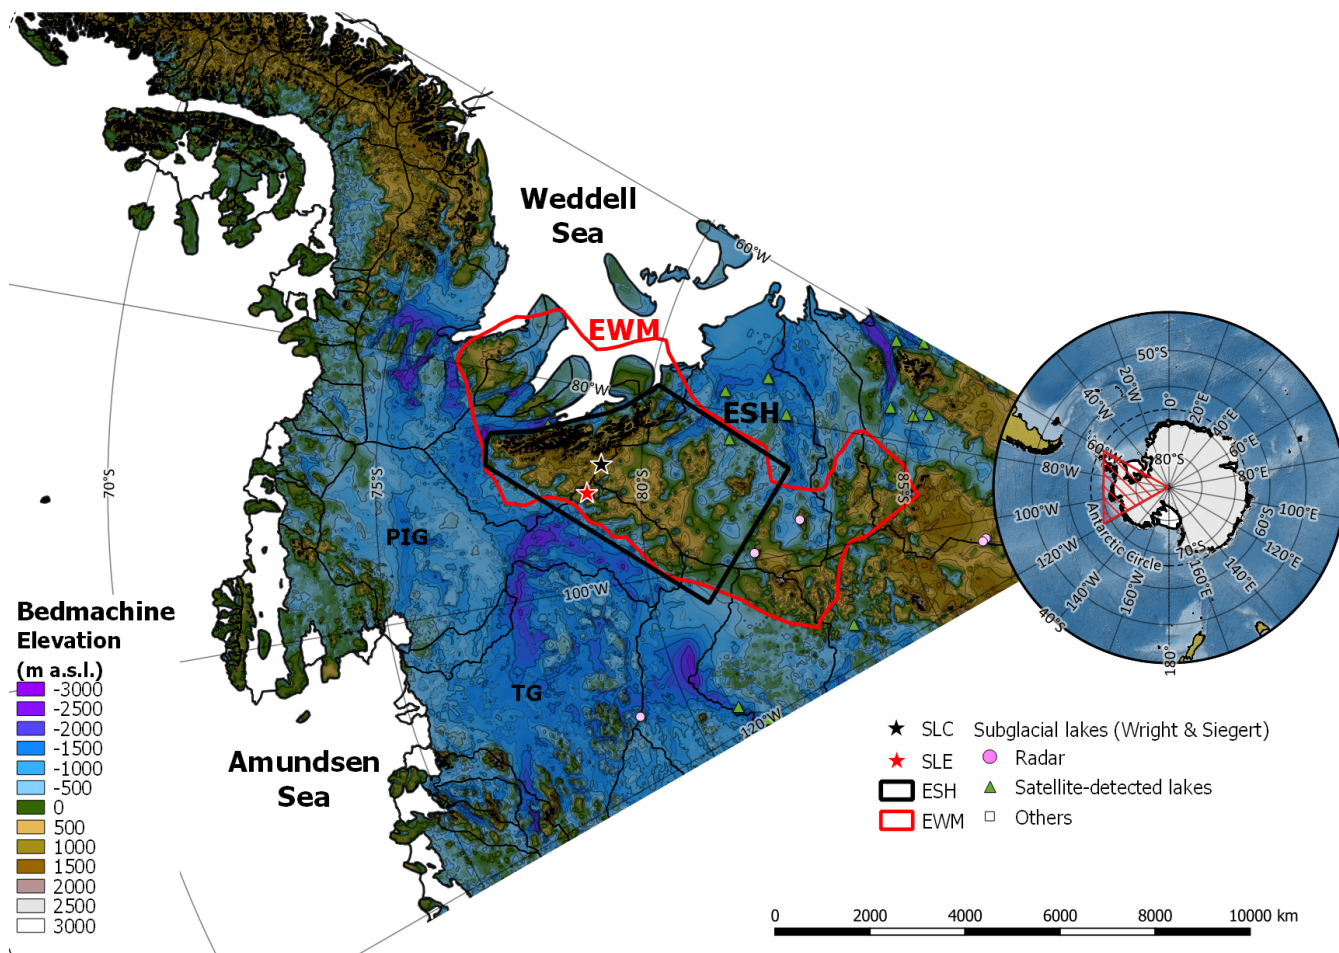 Weddell
Sea
60°W
EWM
80°W
ESH
70°S
75°S
80°S
85°S
PIG
100°W
TG
120°W
Amundsen
Sea
Bedmachine
Elevation
(m a.s.l.)
-3000
-2500
-2000
-1500
-1000
-500
0
500
1000
1500
2000
2500
3000
50°S
20°W
0°
20°E
40°W
40°E
60°W
60°E
80°W
80°S
80°E
100°W
100°E
Antarctic Circle
60°S
70°S
120°W
120°E
140°W
140°E
160°W
160°E
40°S
180°
SLC
SLE
ESH
EWM
Subglacial lakes (Wright & Siegert)
Radar
Satellite-detected lakes
Others
0 2000 4000 6000 8000 10000 km